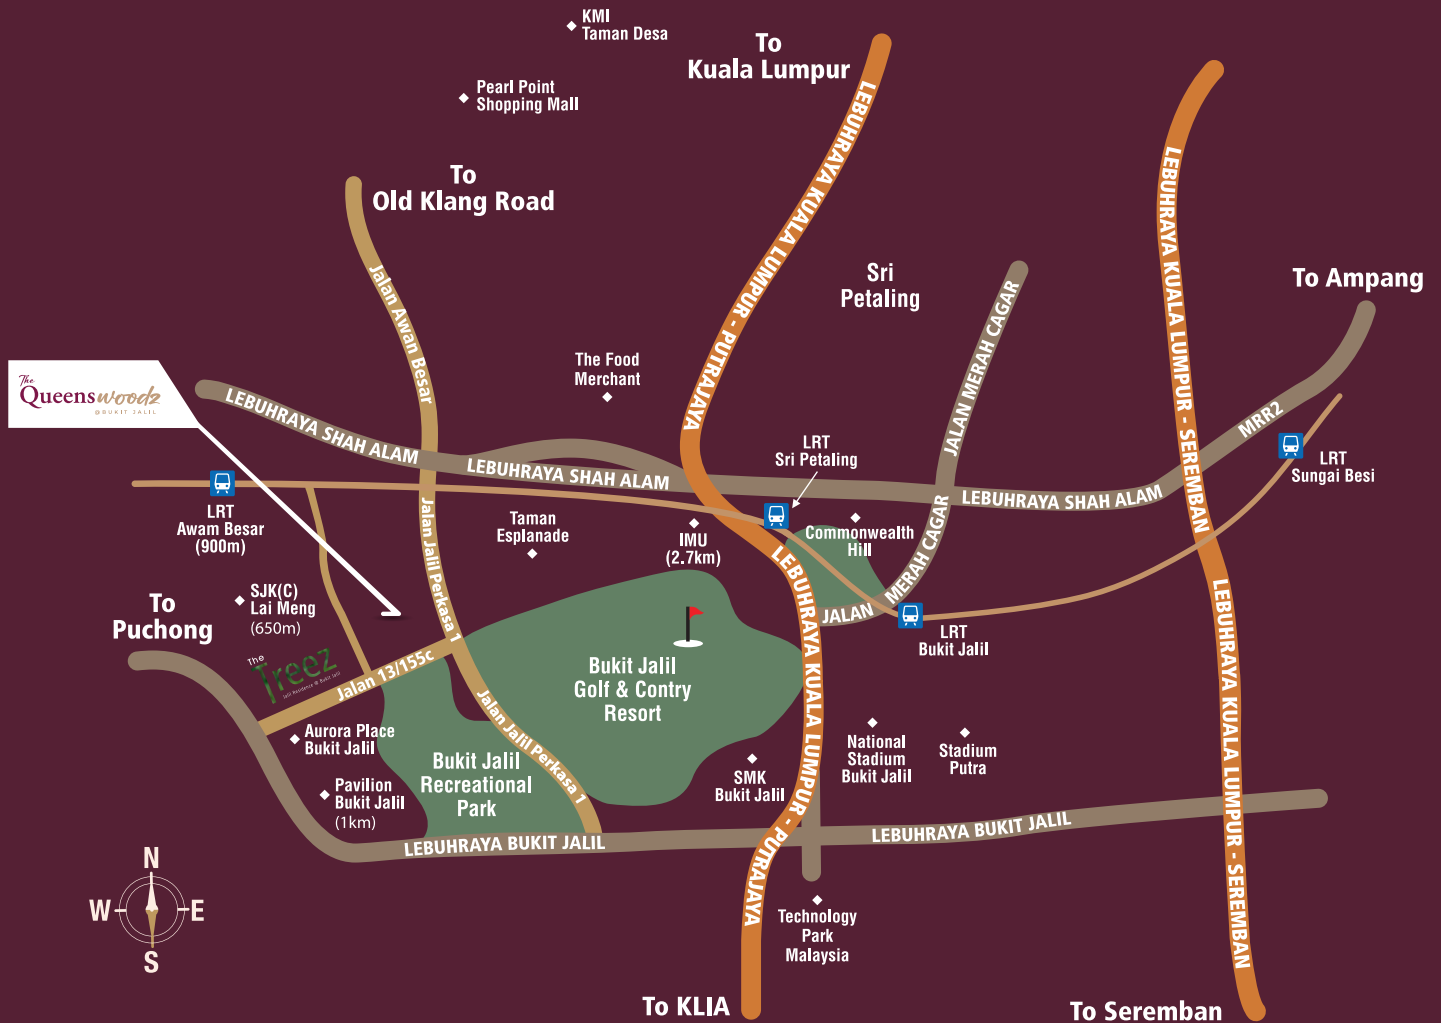 KMI
Taman Desa
To
Kuala Lumpur
Pearl Point
Shopping Mall
To
Old Klang Road
LEBUHRAYA KUALA LUMPUR - PUTRAJAYA
LEBUHRAYA KUALA LUMPUR - SEREMBAN
Sri
Petaling
To Ampang
Jalan Awan Besar
JALAN MERAH CAGAR
The Food
Merchant
The
Queenswoodz
@BUKIT JALIL
LEBUHRAYA SHAH ALAM
LEBUHRAYA SHAH ALAM
LEBUHRAYA SHAH ALAM
MRR2
LRT
Sri Petaling
LRT
Sungai Besi
LRT
Awam Besar
(900m)
Jalan Jalil Perkasa 1
Taman
Esplanade
IMU
(2.7km)
Commonwealth
Hill
JALAN MERAH CAGAR
SJK(C)
Lai Meng
(650m)
To
Puchong
LRT
Bukit Jalil
The
Treez
Jalil Residence @ Bukit Jalil
Jalan 13/155c
Bukit Jalil
Golf & Contry
Resort
LEBUHRAYA KUALA LUMPUR - PUTRAJAYA
LEBUHRAYA KUALA LUMPUR - SEREMBAN
Jalan Jalil Perkasa 1
Aurora Place
Bukit Jalil
National
Stadium
Bukit Jalil
Stadium
Putra
Bukit Jalil
Recreational
Park
SMK
Bukit Jalil
Pavilion
Bukit Jalil
(1km)
LEBUHRAYA BUKIT JALIL
LEBUHRAYA BUKIT JALIL
N
W
E
S
Technology
Park
Malaysia
To KLIA
To Seremban